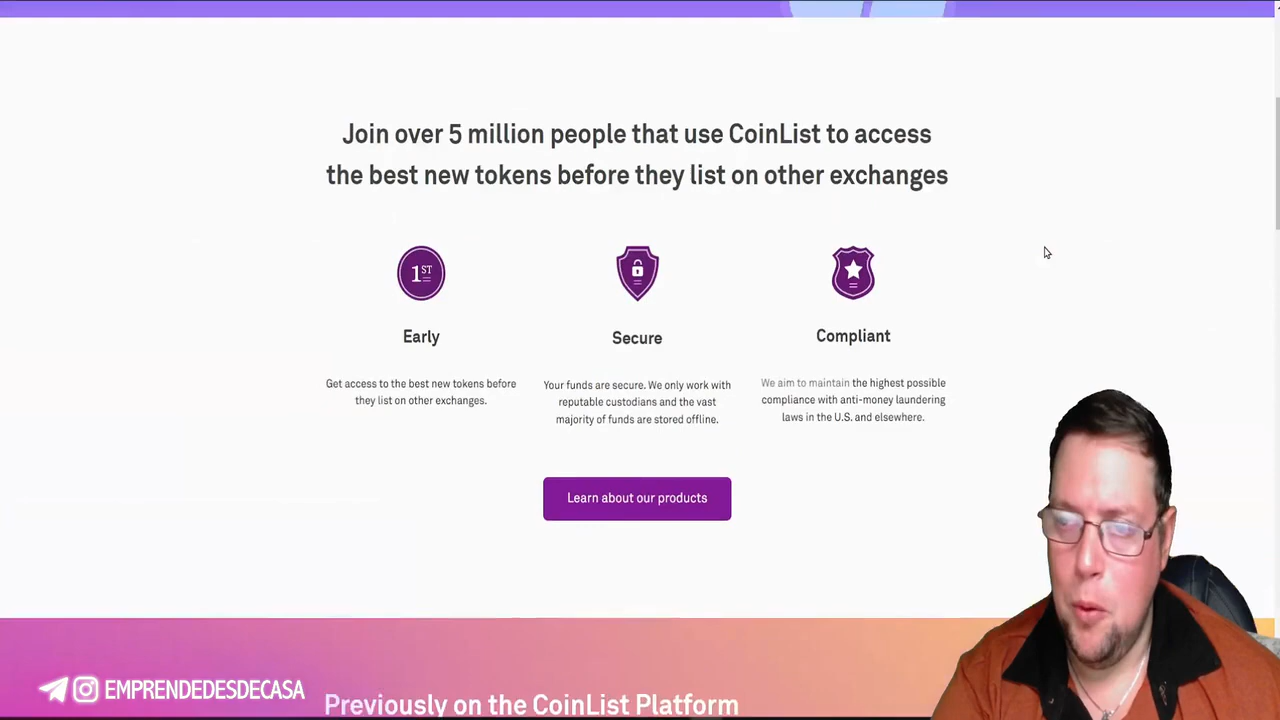 Join over 5 million people that use CoinList to access
the best new tokens before they list on other exchanges
1ST
Early
Secure
Compliant
Get access to the best new tokens before
they list on other exchanges.
Your funds are secure. We only work with
reputable custodians and the vast
majority of funds are stored offline.
We aim to maintain the highest possible
compliance with anti-money laundering
laws in the U.S. and elsewhere.
Learn about our products
EMPRENDEDESDECASA
Previously on the CoinList Platform